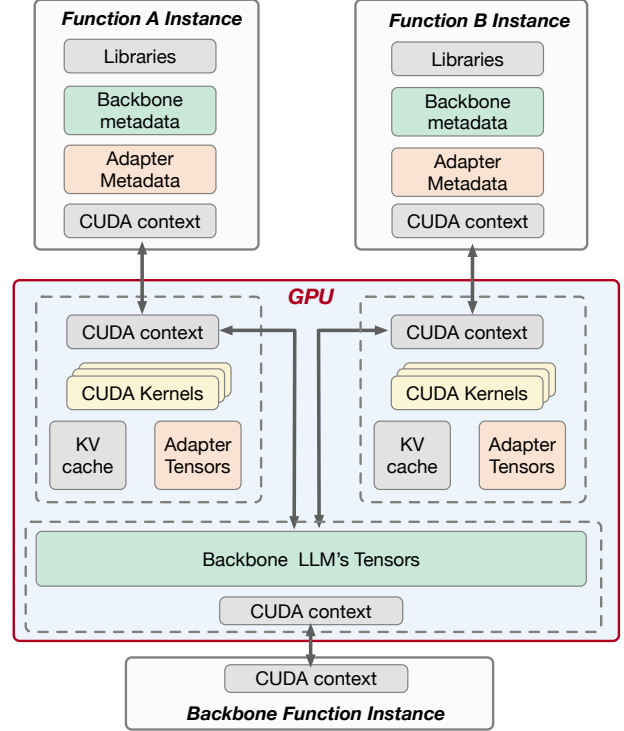 Function A Instance
Libraries
Backbone
metadata
Adapter
Metadata
CUDA context
Function B Instance
Libraries
Backbone
metadata
Adapter
Metadata
CUDA context
GPU
CUDA context
CUDA Kernels
KV
cache
Adapter
Tensors
CUDA context
CUDA Kernels
KV
cache
Adapter
Tensors
Backbone LLM's Tensors
CUDA context
CUDA context
Backbone Function Instance